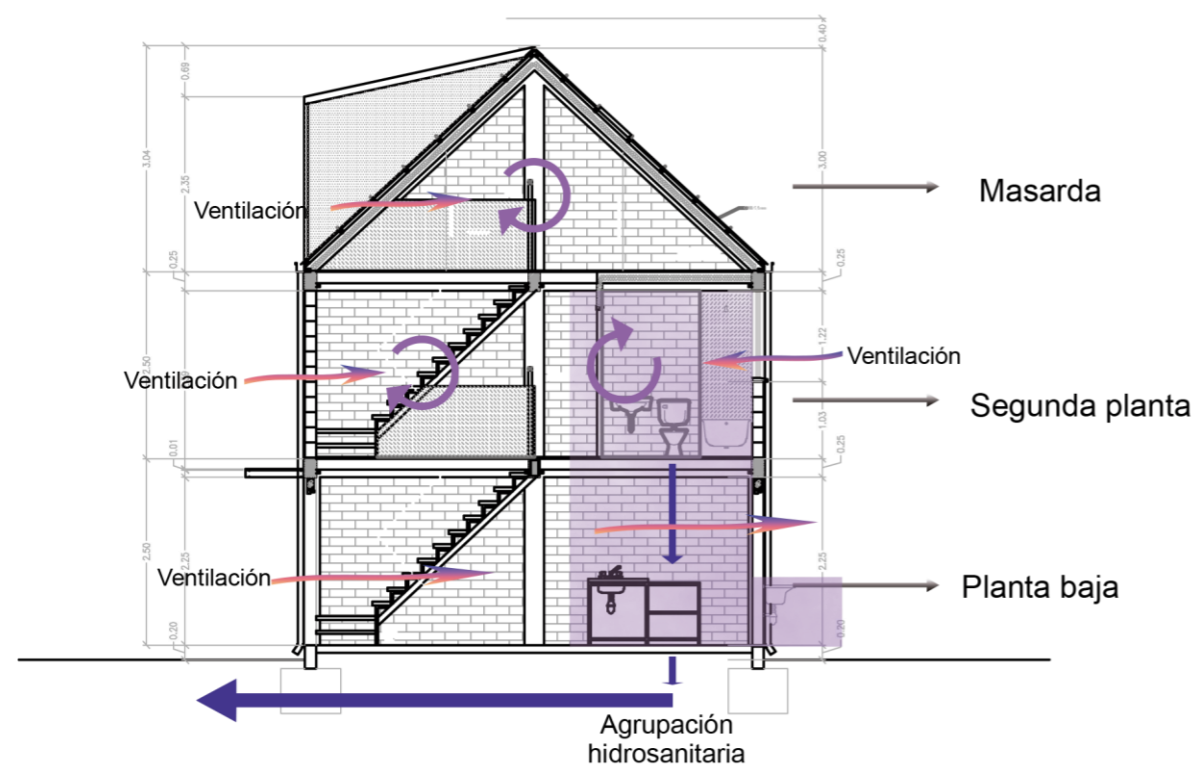 0.40
0.69
3.04
2.35
3.00
Masarda
Ventilación
0.25
0.25
2.50
1.22
Ventilación
Ventilación
Segunda planta
1.03
0.01
0.25
2.50
2.25
2.25
Ventilación
Planta baja
0.20
0.20
Agrupación
hidrosanitaria